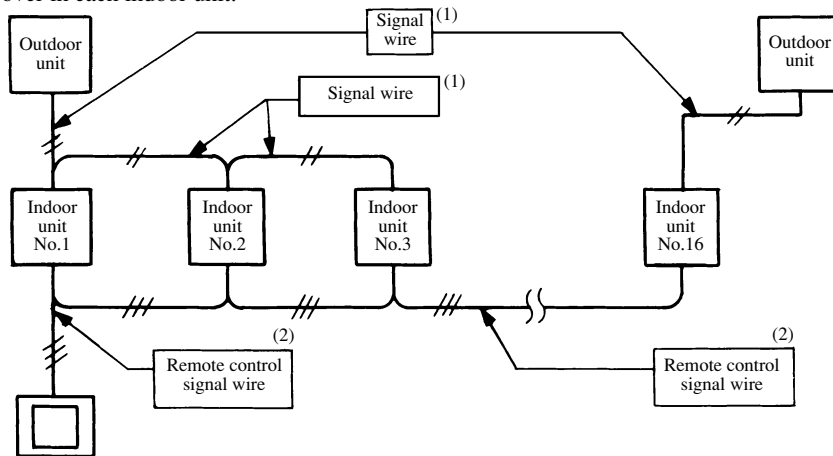 over in each indoor unit.
Outdoor
unit
Signal
wire
(1)
Outdoor
unit
Signal wire
(1)
Indoor
unit
No.1
Indoor
unit
No.2
Indoor
unit
No.3
Indoor
unit
No.16
(2)
Remote control
signal wire
(2)
Remote control
signal wire